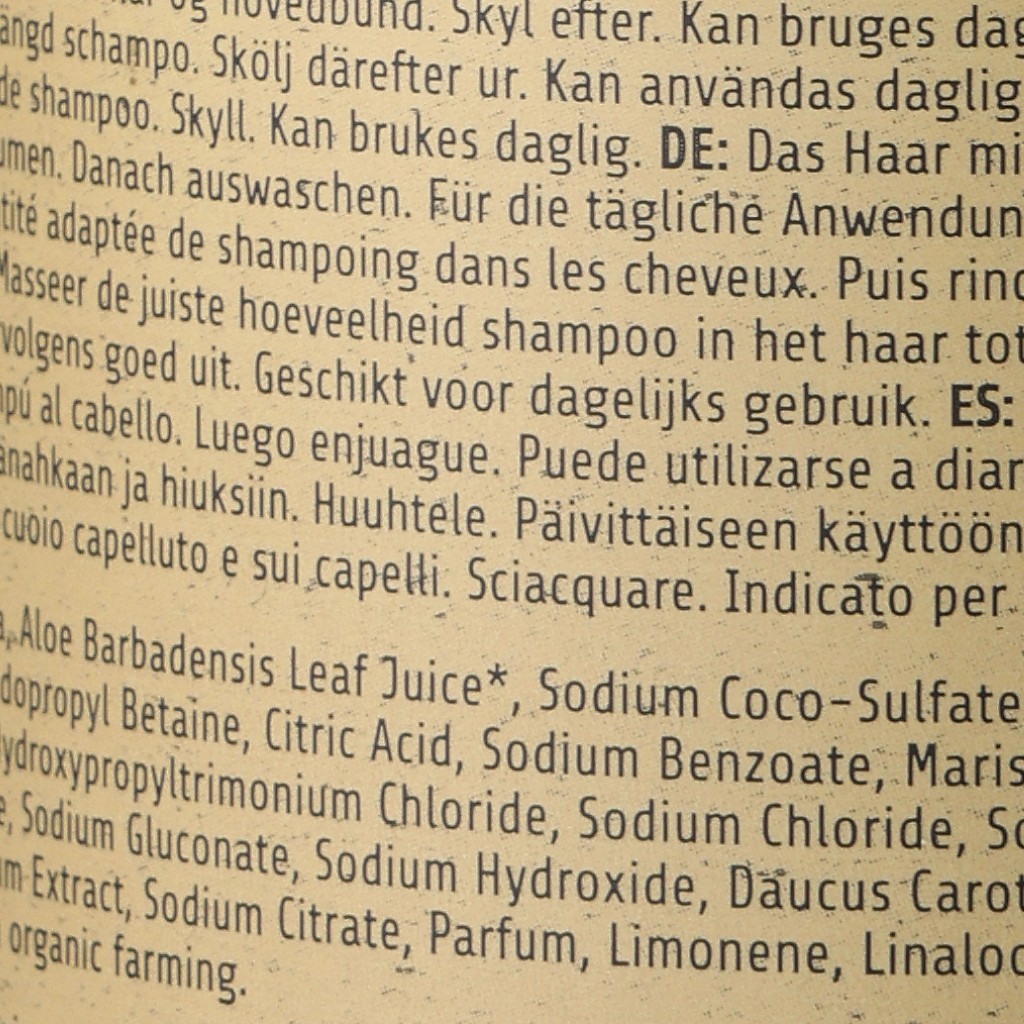 og hovedbund. Skyl efter. Kan bruges dag
ängd schampo. Skölj därefter ur. Kan användas daglig
de shampoo. Skyll. Kan brukes daglig. DE: Das Haar mi
umen. Danach auswaschen. Für die tägliche Anwendun
tité adaptée de shampoing dans les cheveux. Puis rinc
Masseer de juiste hoeveelheid shampoo in het haar tot
volgens goed uit. Geschikt voor dagelijks gebruik. ES:
mpú al cabello. Luego enjuague. Puede utilizarse a diar
änahkaan ja hiuksiin. Huuhtele. Päivittäiseen käyttöön
cuoio capelluto e sui capelli. Sciacquare. Indicato per
a, Aloe Barbadensis Leaf Juice*, Sodium Coco-Sulfate
dopropyl Betaine, Citric Acid, Sodium Benzoate, Maris
ydroxypropyltrimonium Chloride, Sodium Chloride, So
e, Sodium Gluconate, Sodium Hydroxide, Daucus Carot
um Extract, Sodium Citrate, Parfum, Limonene, Linaloo
organic farming.